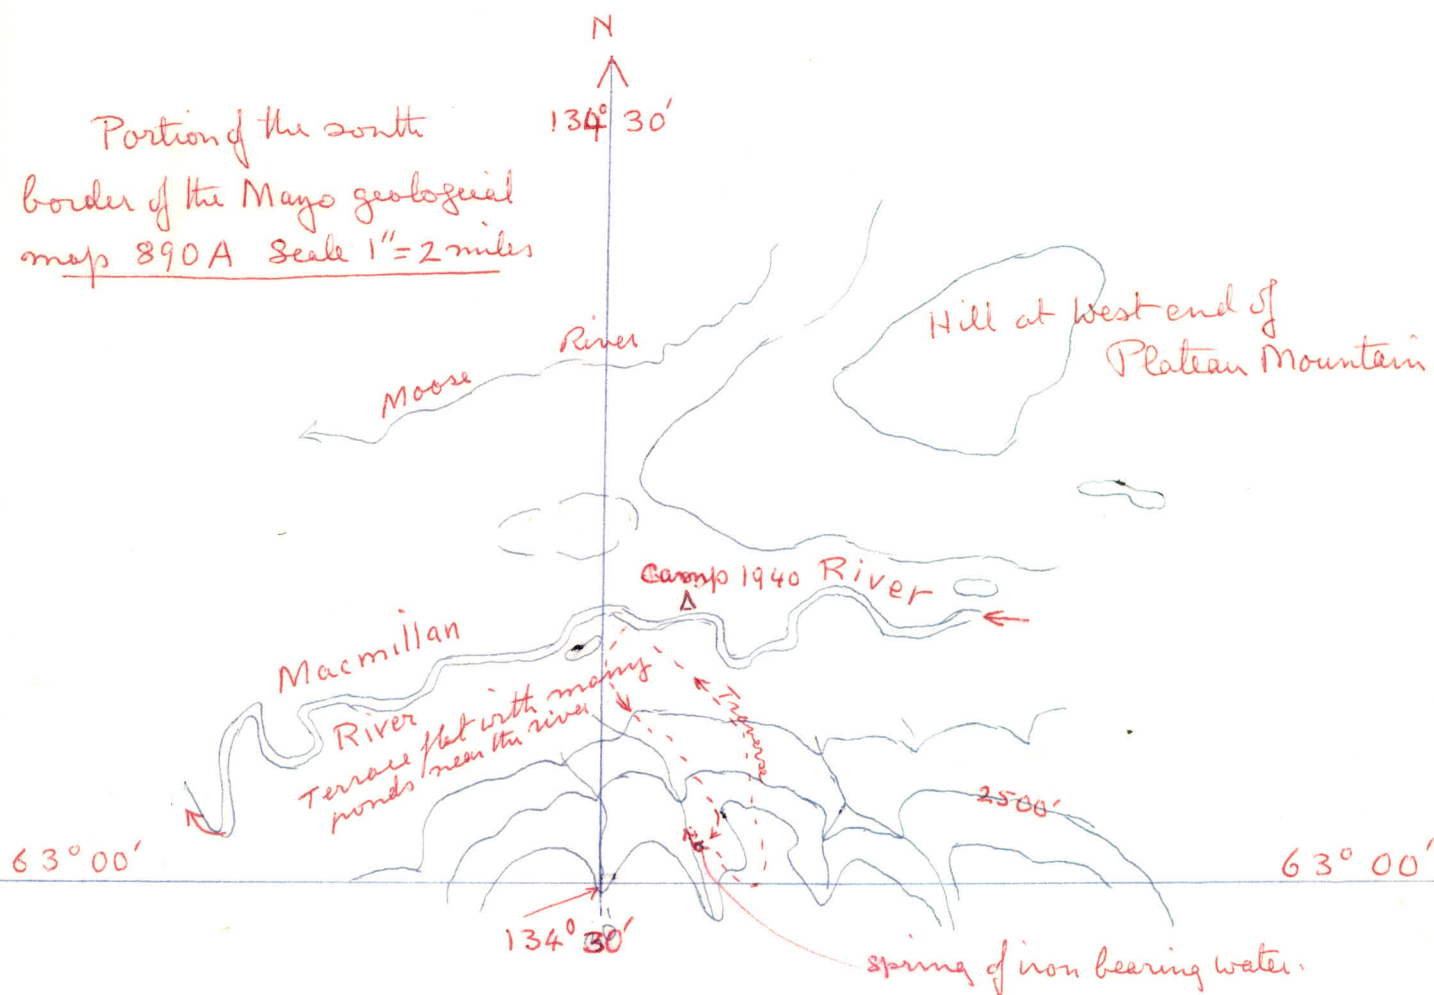 N
134° 30'
Portion of the south
border of the Mayo geological
map 890A Scale 1"=2 miles
Hill at West end of
Plateau Mountain
Moose River
Camp 1940
River
Macmillan
River
Terrace flat with many
ponds near the river
Traverse
2500'
63° 00'
63° 00'
134° 30'
spring of iron bearing water.